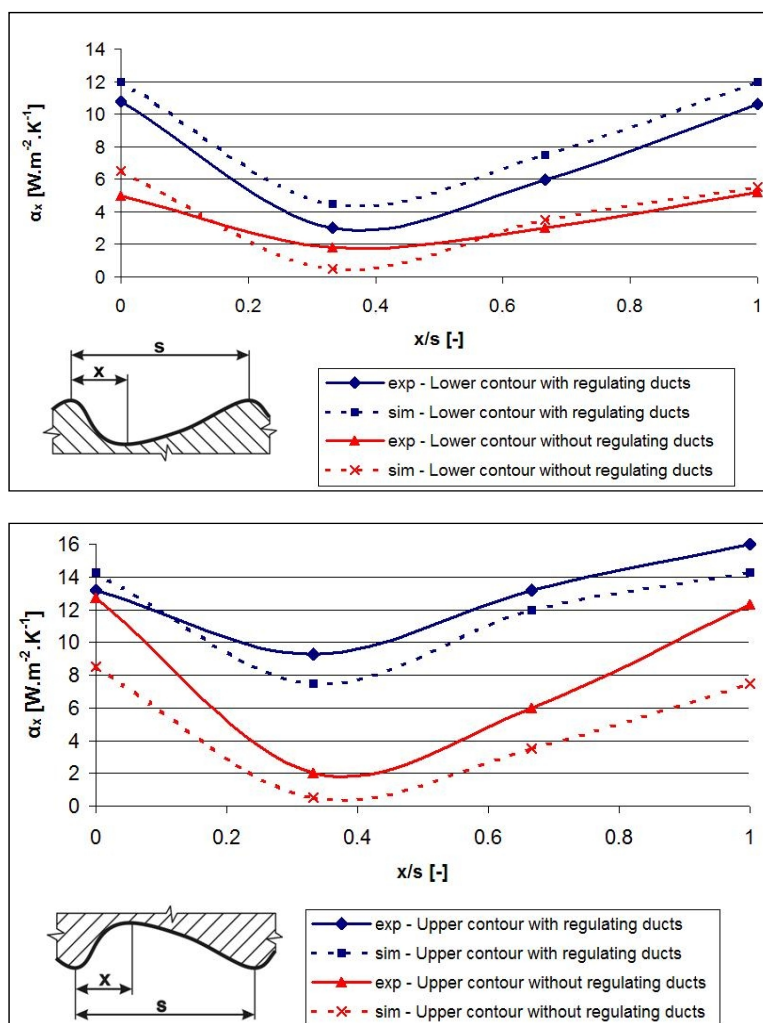 14
12
10
8
6
4
2
0
αx [W.m-2.K-1]
0 0.2 0.4 0.6 0.8 1
x/s [-]
s
x
exp - Lower contour with regulating ducts
sim - Lower contour with regulating ducts
exp - Lower contour without regulating ducts
sim - Lower contour without regulating ducts
16
14
12
10
8
6
4
2
0
αx [W.m-2.K-1]
0 0.2 0.4 0.6 0.8 1
x/s [-]
x
s
exp - Upper contour with regulating ducts
sim - Upper contour with regulating ducts
exp - Upper contour without regulating ducts
sim - Upper contour without regulating ducts